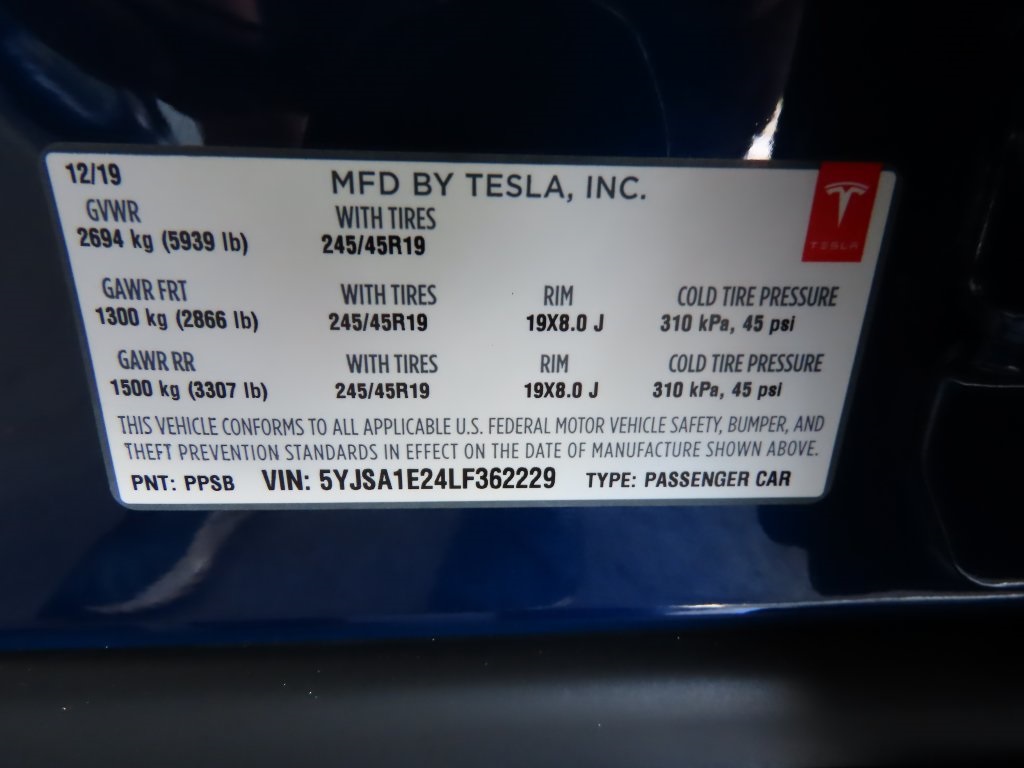 12/19
MFD BY TESLA, INC.
TESLA
GVWR WITH TIRES
2694 kg (5939 lb) 245/45R19
GAWR FRT WITH TIRES RIM COLD TIRE PRESSURE
1300 kg (2866 lb) 245/45R19 19X8.0 J 310 kPa, 45 psi
GAWR RR WITH TIRES RIM COLD TIRE PRESSURE
1500 kg (3307 lb) 245/45R19 19X8.0 J 310 kPa, 45 psi
THIS VEHICLE CONFORMS TO ALL APPLICABLE U.S. FEDERAL MOTOR VEHICLE SAFETY, BUMPER, AND
THEFT PREVENTION STANDARDS IN EFFECT ON THE DATE OF MANUFACTURE SHOWN ABOVE.
PNT: PPSB VIN: 5YJSA1E24LF362229 TYPE: PASSENGER CAR